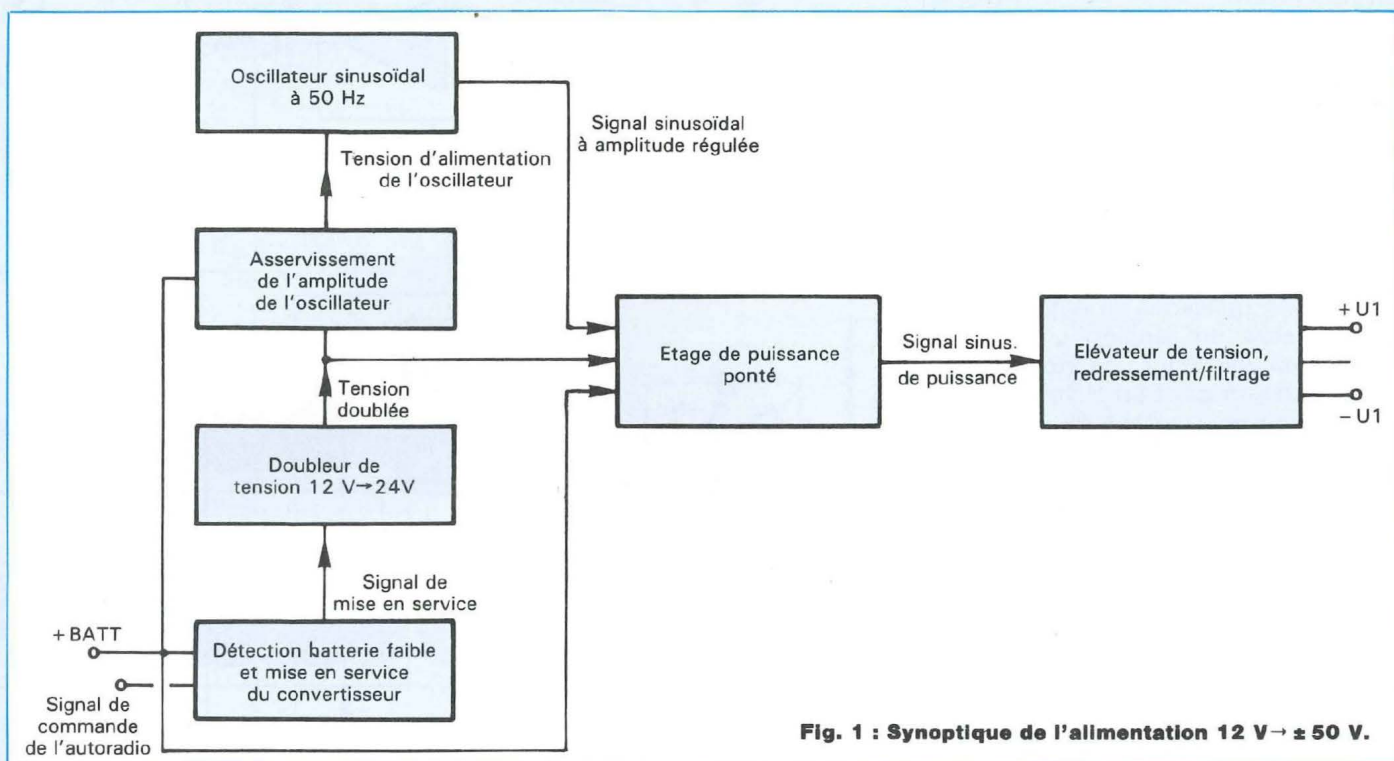 Oscillateur sinusoïdal
à 50 Hz
Signal sinusoïdal
à amplitude régulée
Tension d'alimentation
de l'oscillateur
Asservissement
de l'amplitude
de l'oscillateur
Etage de puissance
ponté
Signal sinus.
de puissance
Elévateur de tension,
redressement/filtrage
+ U1
– U1
Tension
doublée
Doubleur de
tension 12 V→24V
Signal de
mise en service
+ BATT
Détection batterie faible
et mise en service
du convertisseur
Signal de
commande
de l'autoradio
Fig. 1 : Synoptique de l'alimentation 12 V→ ± 50 V.